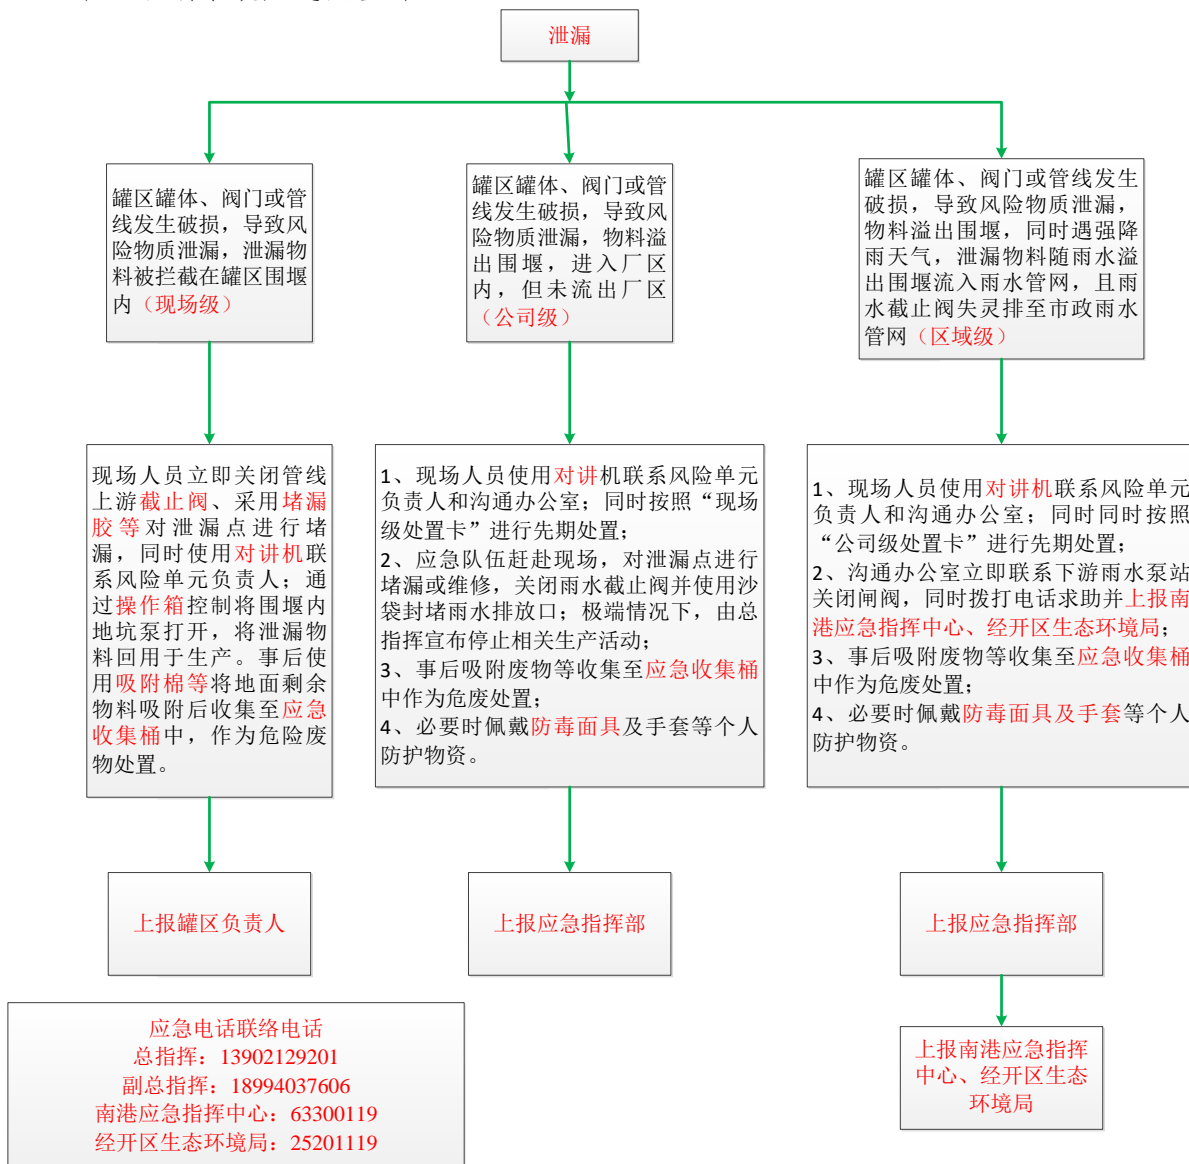 泄漏
罐区罐体、阀门或管
线发生破损，导致风
险物质泄漏，泄漏物
料被拦截在罐区围堰
内（现场级）
罐区罐体、阀门或管
线发生破损，导致风
险物质泄漏，物料溢
出围堰，进入厂区
内，但未流出厂区
（公司级）
罐区罐体、阀门或管线发生
破损，导致风险物质泄漏，
物料溢出围堰，同时遇强降
雨天气，泄漏物料随雨水溢
出围堰流入雨水管网，且雨
水截止阀失灵排至市政雨水
管网（区域级）
现场人员立即关闭管线
上游截止阀、采用堵漏
胶等对泄漏点进行堵
漏，同时使用对讲机联
系风险单元负责人；通
过操作箱控制将围堰内
地坑泵打开，将泄漏物
料回用于生产。事后使
用吸附棉等将地面剩余
物料吸附后收集至应急
收集桶中，作为危险废
物处置。
1、现场人员使用对讲机联系风险单元
负责人和沟通办公室；同时按照“现场
级处置卡”进行先期处置；
2、应急队伍赶赴现场，对泄漏点进行
堵漏或维修，关闭雨水截止阀并使用沙
袋封堵雨水排放口；极端情况下，由总
指挥宣布停止相关生产活动；
3、事后吸附废物等收集至应急收集桶
中作为危废处置；
4、必要时佩戴防毒面具及手套等个人
防护物资。
1、现场人员使用对讲机联系风险单元
负责人和沟通办公室；同时同时按照
“公司级处置卡”进行先期处置；
2、沟通办公室立即联系下游雨水泵站
关闭闸阀，同时拨打电话求助并上报南
港应急指挥中心、经开区生态环境局；
3、事后吸附废物等收集至应急收集桶
中作为危废处置；
4、必要时佩戴防毒面具及手套等个人
防护物资。
上报罐区负责人
上报应急指挥部
上报应急指挥部
上报南港应急指挥
中心、经开区生态
环境局
应急电话联络电话
总指挥：13902129201
副总指挥：18994037606
南港应急指挥中心：63300119
经开区生态环境局：25201119